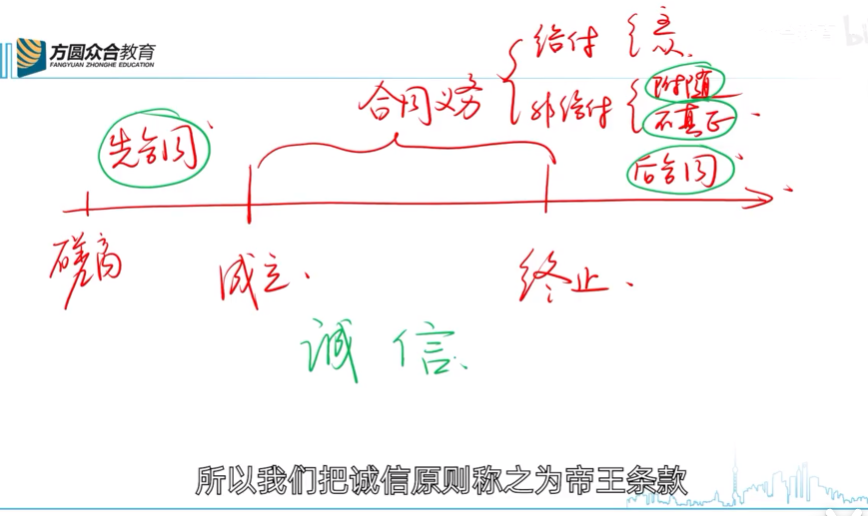 方圆众合教育
FANGYUAN ZHONGHE EDUCATION
给付 主 从
合同义务
非给付 附随 不真正
先合同
后合同
磋商
成立
终止
诚信
所以我们把诚信原则称之为帝王条款